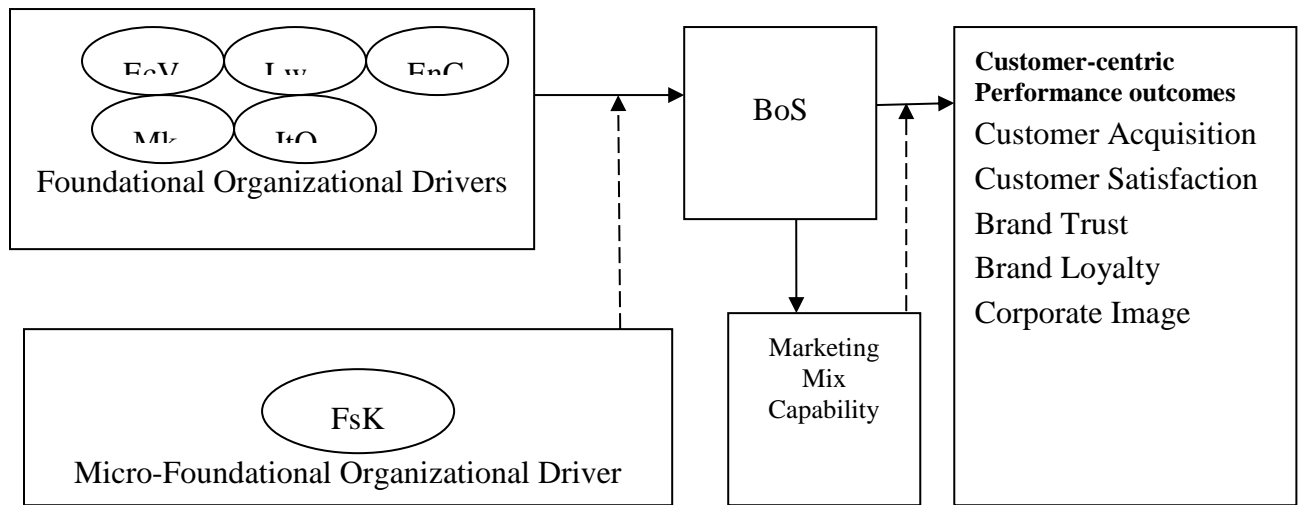 Foundational Organizational Drivers
FsK
Micro-Foundational Organizational Driver
BoS
Marketing
Mix
Capability
Customer-centric
Performance outcomes
Customer Acquisition
Customer Satisfaction
Brand Trust
Brand Loyalty
Corporate Image